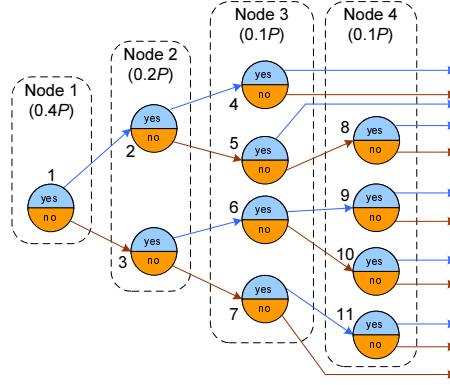 Node 1
(0.4P)
Node 2
(0.2P)
Node 3
(0.1P)
Node 4
(0.1P)
1
yes
no
2
yes
no
3
yes
no
4
yes
no
5
yes
no
6
yes
no
7
yes
no
8
yes
no
9
yes
no
10
yes
no
11
yes
no